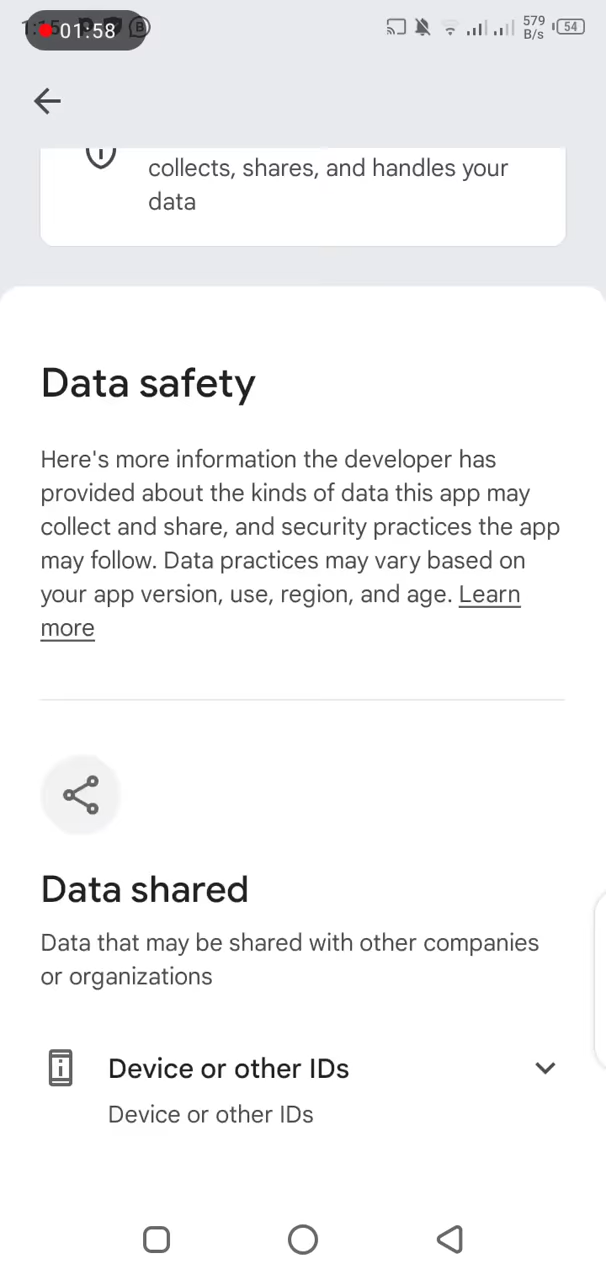 01:58
579
B/s
54
collects, shares, and handles your
data
Data safety
Here's more information the developer has
provided about the kinds of data this app may
collect and share, and security practices the app
may follow. Data practices may vary based on
your app version, use, region, and age. Learn
more
Data shared
Data that may be shared with other companies
or organizations
Device or other IDs
Device or other IDs